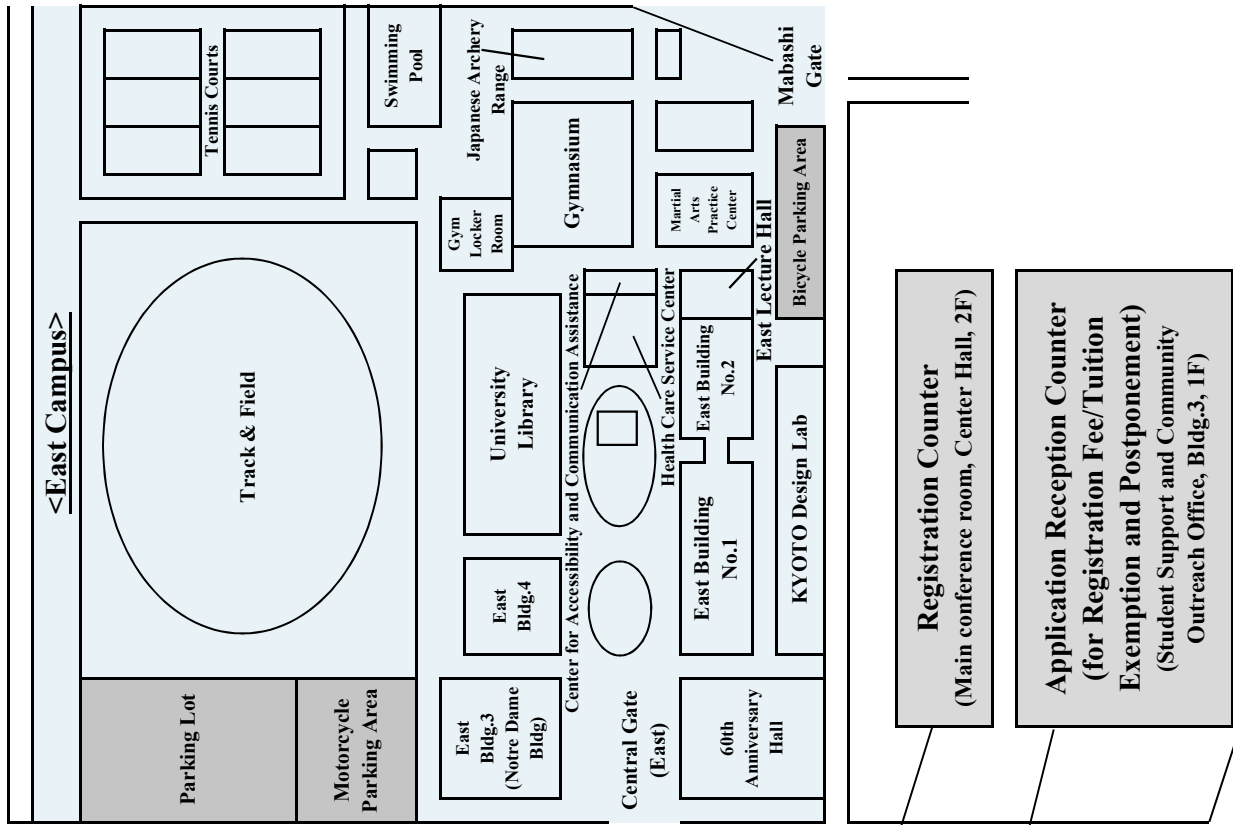 <East Campus>
Tennis Courts
Swimming
Pool
Japanese Archery
Range
Mabashi
Gate
Gymnasium
Gym
Locker
Room
Martial
Arts
Practice
Center
Bicycle Parking Area
East Lecture Hall
Track & Field
University
Library
Center for Accessibility and Communication Assistance
Health Care Service Center
East Building
No.2
East Building
No.1
KYOTO Design Lab
East
Bldg.4
Parking Lot
Motorcycle
Parking Area
East
Bldg.3
(Notre Dame
Bldg)
Central Gate
(East)
60th
Anniversary
Hall
Registration Counter
(Main conference room, Center Hall, 2F)
Application Reception Counter
(for Registration Fee/Tuition
Exemption and Postponement)
(Student Support and Community
Outreach Office, Bldg.3, 1F)